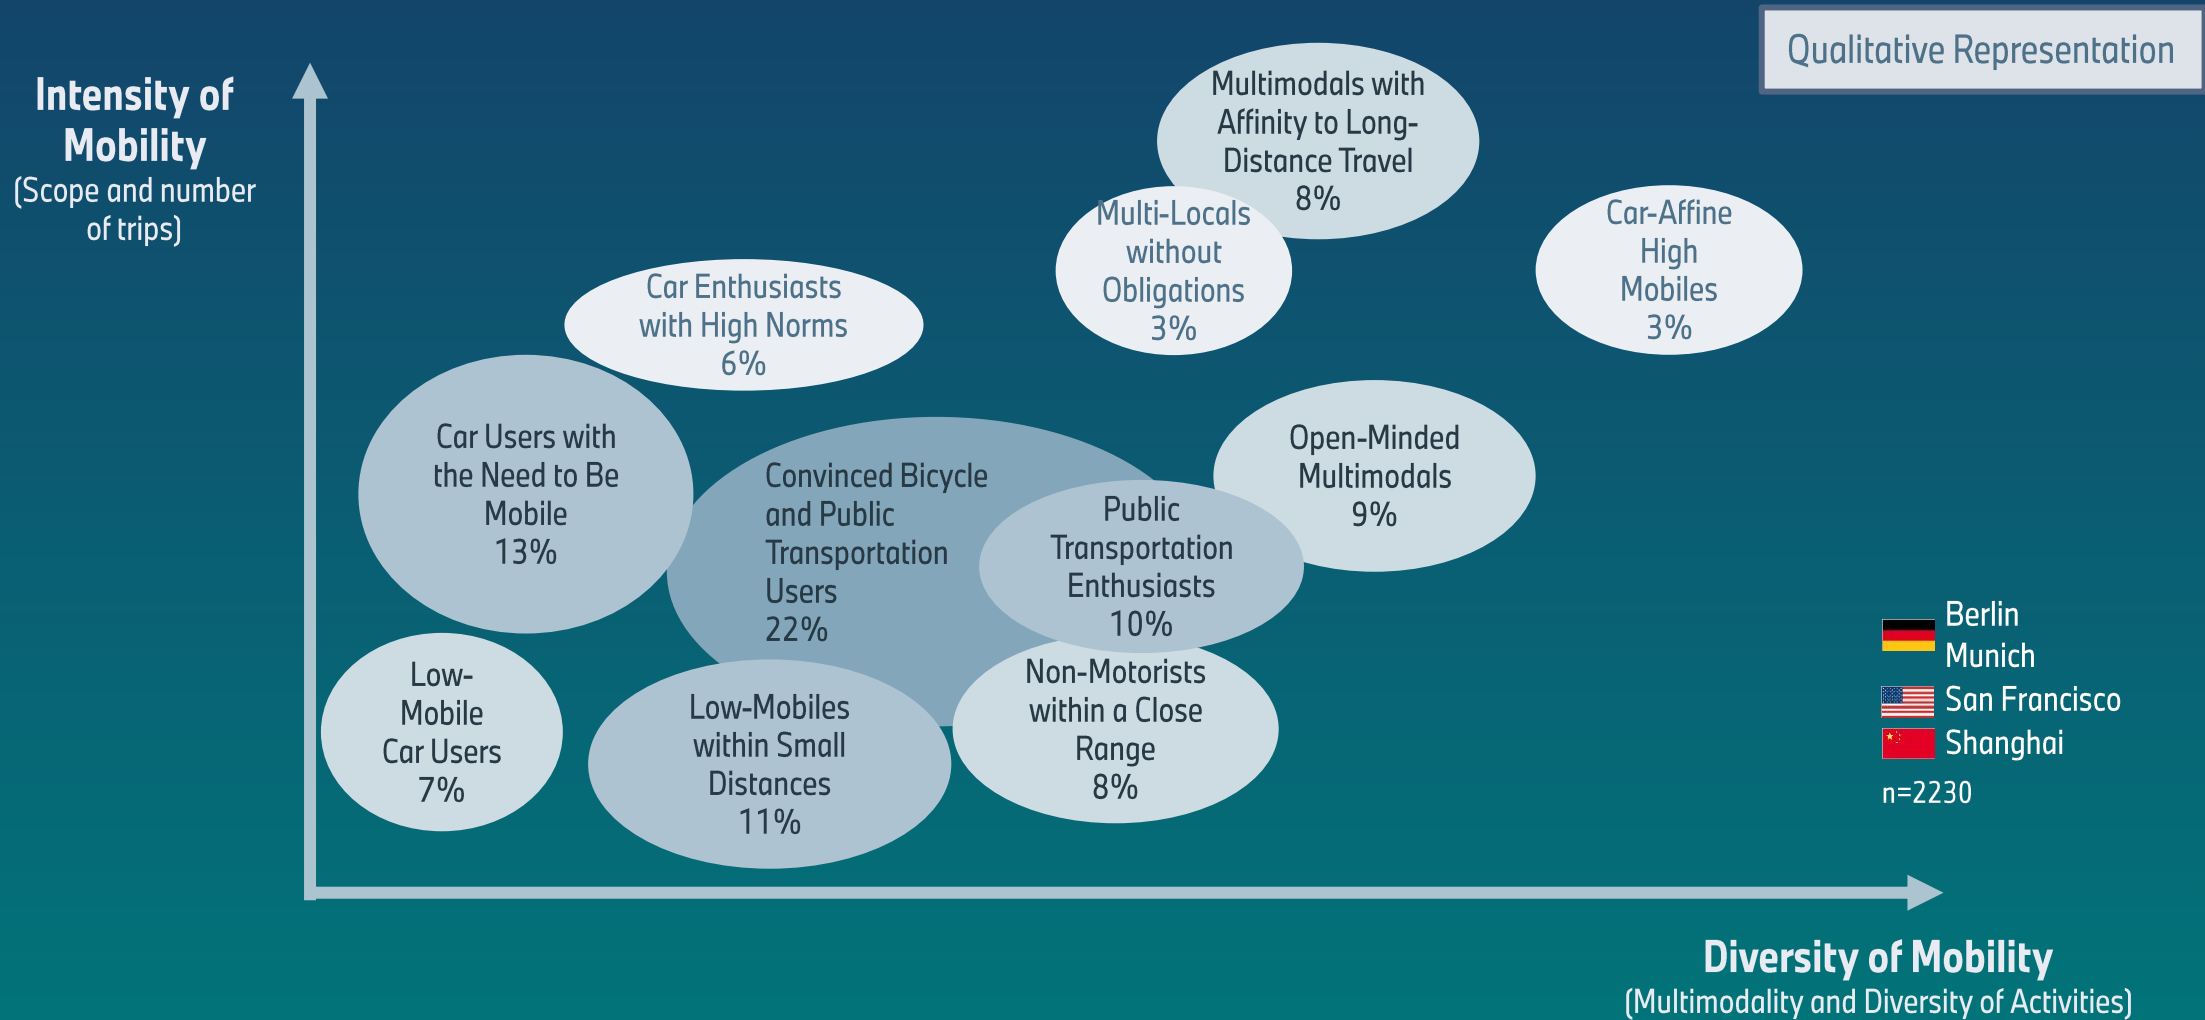 Qualitative Representation
Intensity of
Mobility
(Scope and number
of trips)
Multimodals with
Affinity to Long-
Distance Travel
8%
Multi-Locals
without
Obligations
3%
Car-Affine
High
Mobiles
3%
Car Enthusiasts
with High Norms
6%
Car Users with
the Need to Be
Mobile
13%
Convinced Bicycle
and Public
Transportation
Users
22%
Public
Transportation
Enthusiasts
10%
Open-Minded
Multimodals
9%
Low-
Mobile
Car Users
7%
Low-Mobiles
within Small
Distances
11%
Non-Motorists
within a Close
Range
8%
Berlin
Munich
San Francisco
Shanghai
n=2230
Diversity of Mobility
(Multimodality and Diversity of Activities)